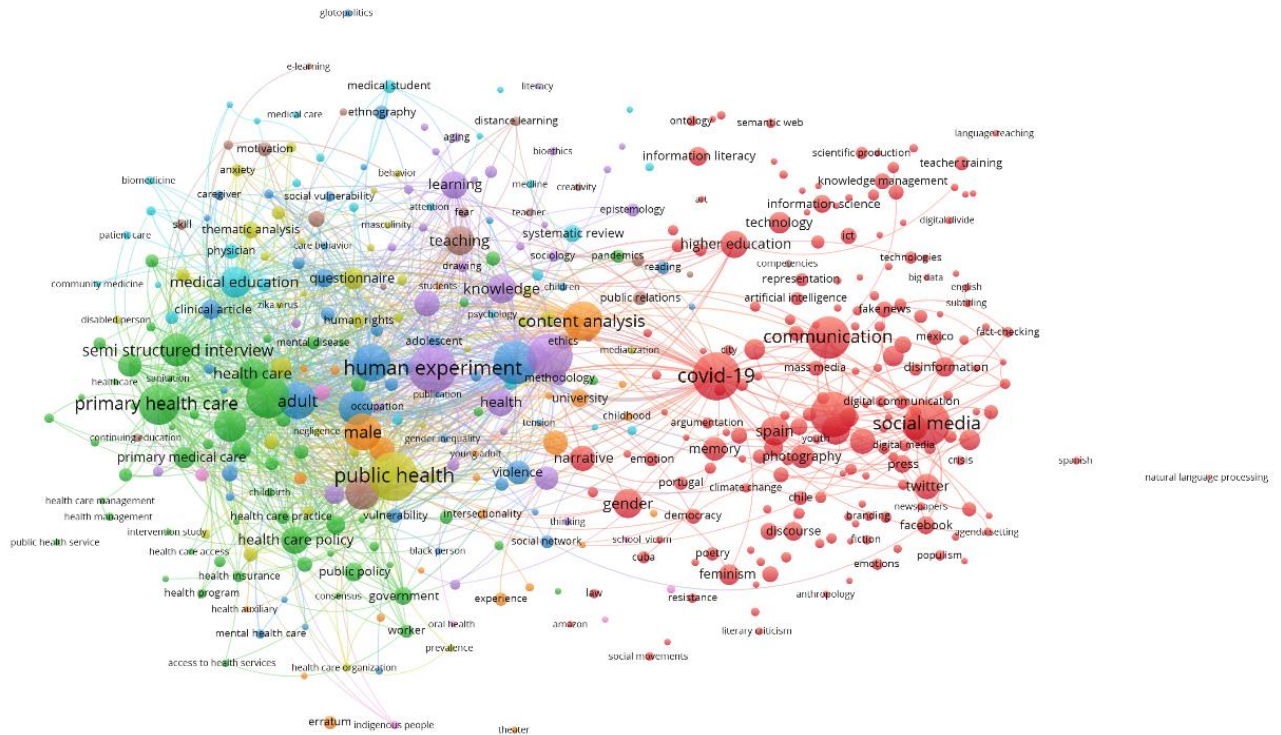 glotopolitics
e-learning
medical student
literacy
medical care
ethnography
distance learning
ontology
semantic web
language teaching
aging
motivation
bioethics
information literacy
scientific production
teacher training
anxiety
behavior
biomedicine
learning
medline
creativity
knowledge management
caregiver
social vulnerability
attention
art
information science
skill
thematic analysis
masculinity
fear
teacher
epistemology
technology
digital divide
patient care
physician
care behavior
teaching
systematic review
higher education
ict
drawing
sociology
pandemics
technologies
community medicine
medical education
questionnaire
students
knowledge
children
reading
competencies
representation
big data
english
public relations
artificial intelligence
subtitling
clinical article
zika virus
disabled person
human rights
psychology
content analysis
fake news
communication
fact-checking
mental disease
adolescent
ethics
mediatization
city
mexico
semi structured interview
healthcare
sanitation
health care
human experiment
methodology
covid-19
mass media
disinformation
primary health care
adult
occupation
publication
health
university
childhood
digital communication
social media
continuing education
negligence
male
gender inequality
tension
argumentation
spain
youth
digital media
primary medical care
young adult
narrative
emotion
memory
photography
press
crisis
spanish
childbirth
public health
violence
portugal
climate change
twitter
natural language processing
health care management
health management
health care practice
vulnerability
intersectionality
thinking
gender
democracy
chile
newspapers
branding
facebook
agenda setting
public health service
intervention study
health care policy
social network
school
discourse
fiction
health care access
black person
cuba
poetry
emotions
populism
health insurance
public policy
feminism
health program
consensus
government
experience
law
resistance
anthropology
health auxiliary
oral health
amazon
mental health care
worker
literary criticism
prevalence
access to health services
health care organization
social movements
erratum
indigenous people
theater